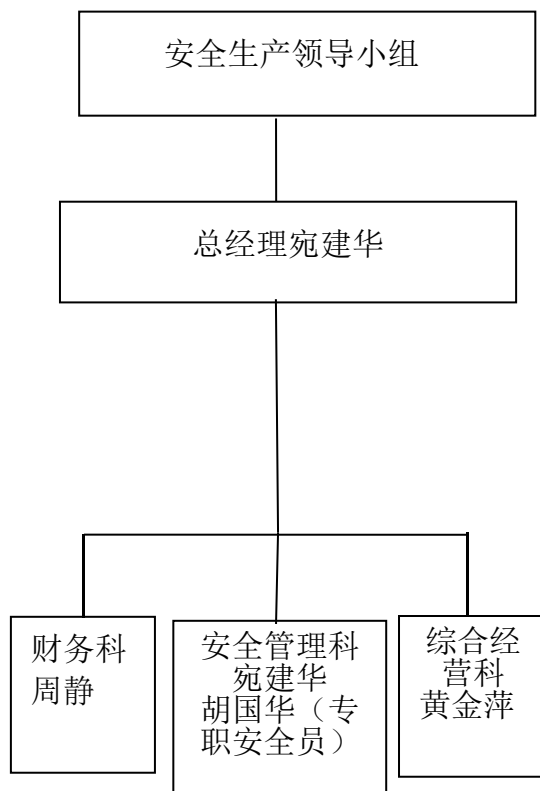 安全生产领导小组
总经理宛建华
财务科
周静
安全管理科
宛建华
胡国华（专
职安全员）
综合经
营科
黄金萍